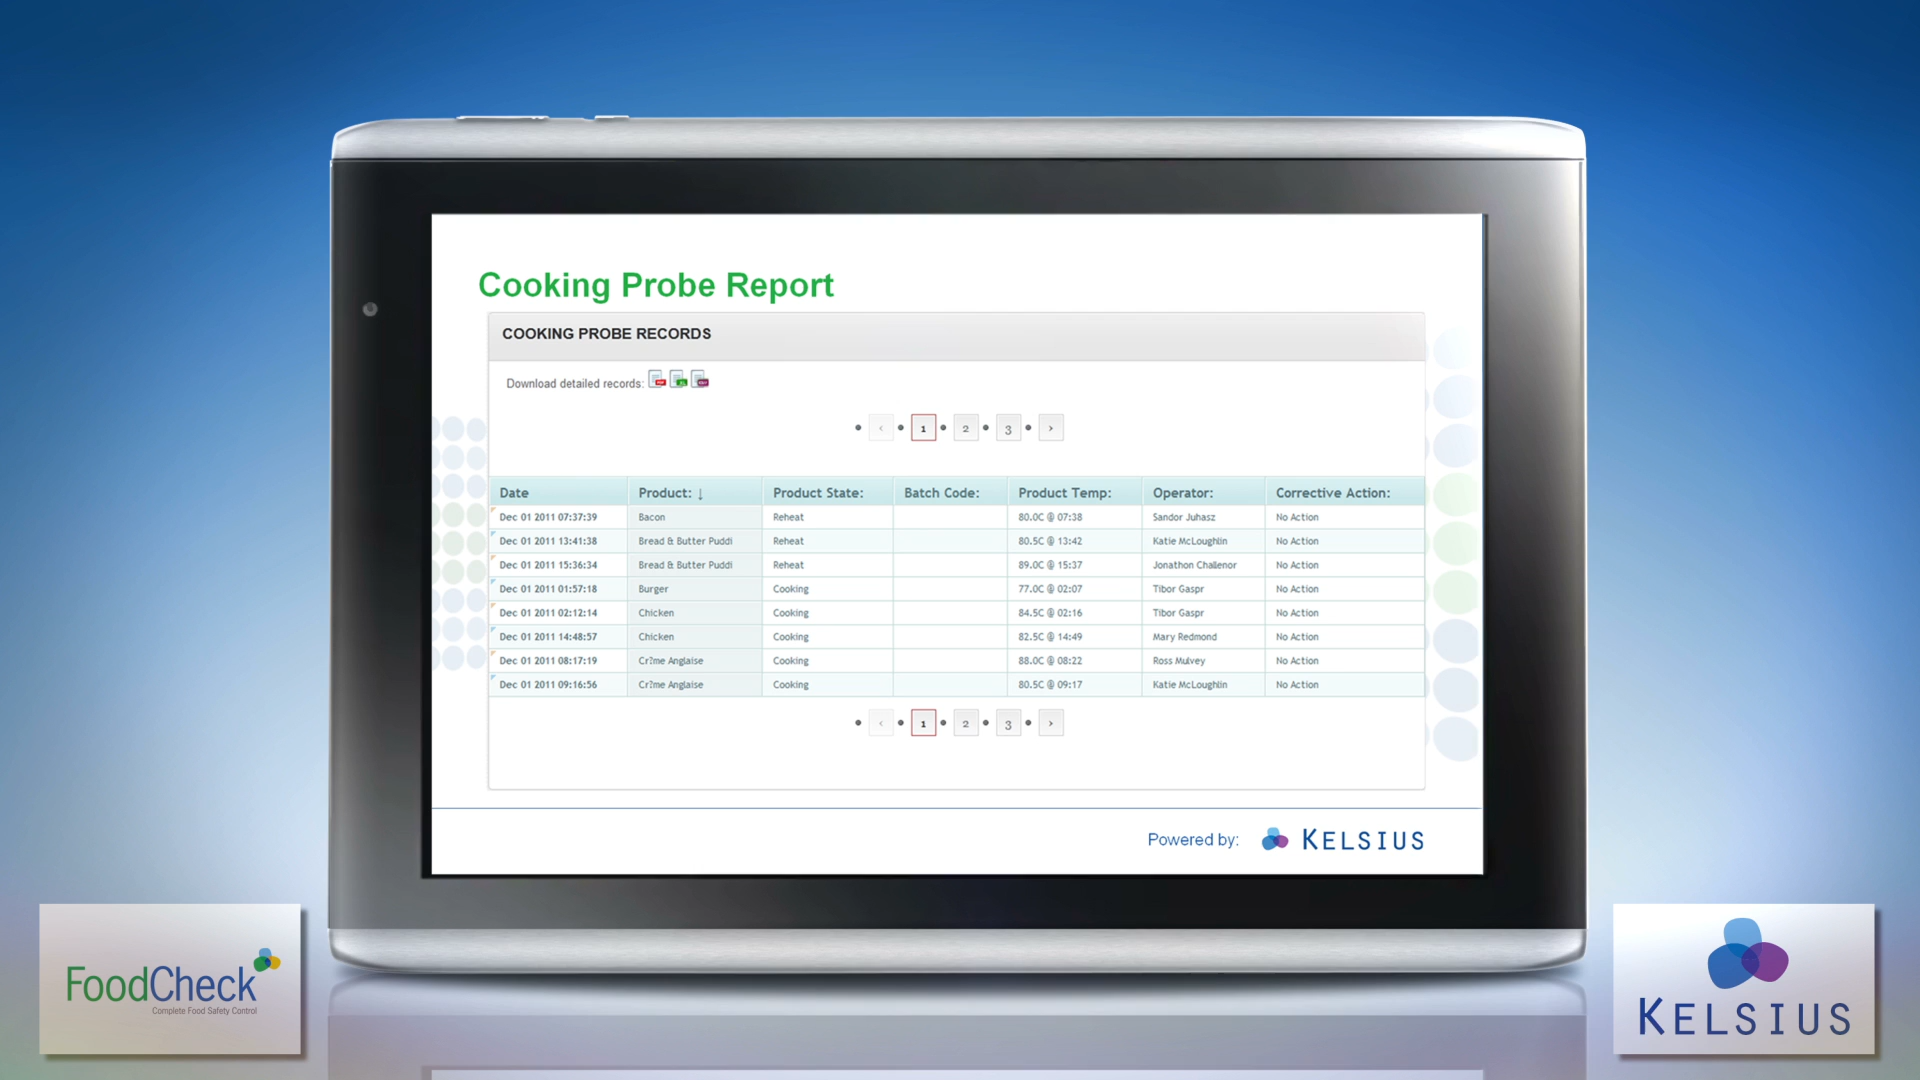 Cooking Probe Report
COOKING PROBE RECORDS
Download detailed records:
‹ 1 2 3 ›
Date Product: ↓ Product State: Batch Code: Product Temp: Operator: Corrective Action:
Dec 01 2011 07:37:39 Bacon Reheat 80.0C @ 07:38 Sandor Juhasz No Action
Dec 01 2011 13:41:38 Bread & Butter Puddi Reheat 80.5C @ 13:42 Katie McLoughlin No Action
Dec 01 2011 15:36:34 Bread & Butter Puddi Reheat 89.0C @ 15:37 Jonathon Challenor No Action
Dec 01 2011 01:57:18 Burger Cooking 77.0C @ 02:07 Tibor Gaspr No Action
Dec 01 2011 02:12:14 Chicken Cooking 84.5C @ 02:16 Tibor Gaspr No Action
Dec 01 2011 14:48:57 Chicken Cooking 82.5C @ 14:49 Mary Redmond No Action
Dec 01 2011 08:17:19 Cr?me Anglaise Cooking 88.0C @ 08:22 Ross Mulvey No Action
Dec 01 2011 09:16:56 Cr?me Anglaise Cooking 80.5C @ 09:17 Katie McLoughlin No Action
‹ 1 2 3 ›
Powered by: KELSIUS
FoodCheck
Complete Food Safety Control
KELSIUS